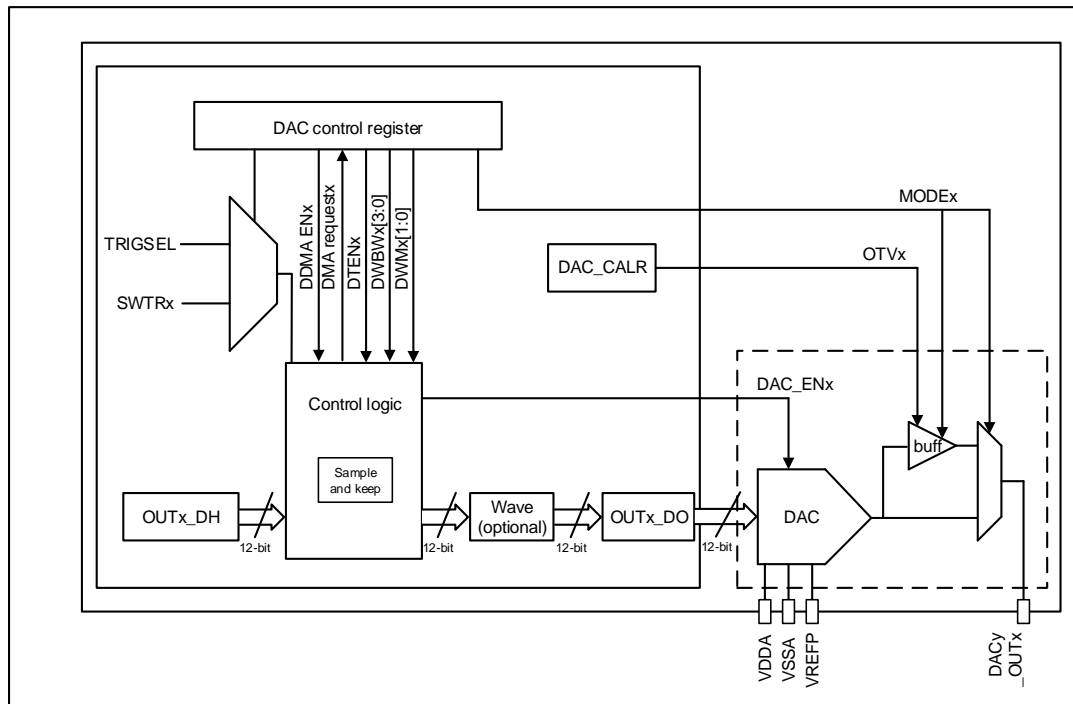 DAC control register
TRIGSEL
SWTRx
DDMA ENx
DMA requestx
DTENx
DWBWx[3:0]
DWMx[1:0]
MODEx
DAC_CALR
OTVx
DAC_ENx
Control logic
Sample
and keep
buff
OUTx_DH
12-bit
12-bit
Wave
(optional)
12-bit
OUTx_DO
12-bit
DAC
VDDA
VSSA
VREFP
DACy
_OUTx